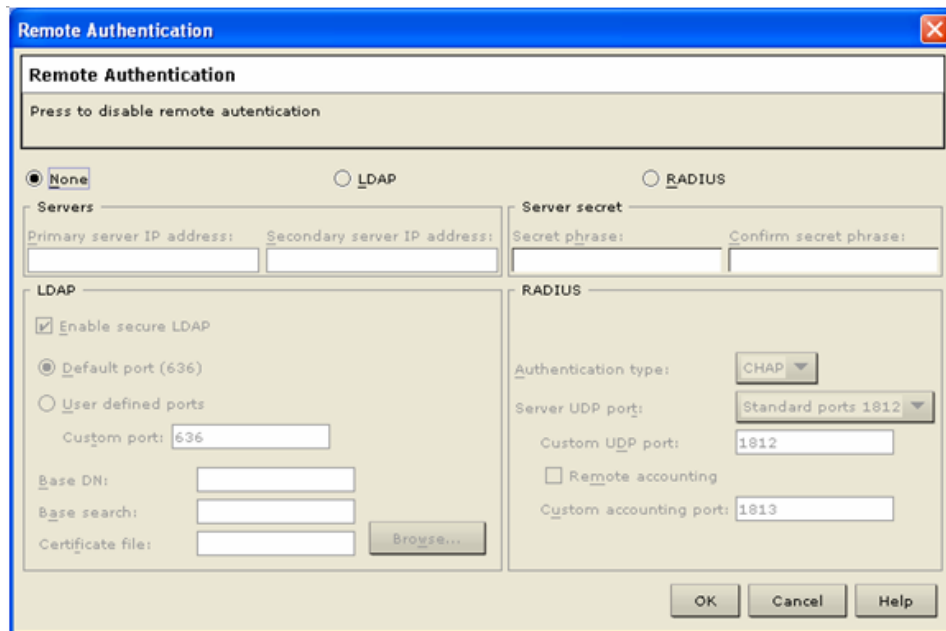 Remote Authentication
Remote Authentication
Press to disable remote autentication
None LDAP RADIUS
Servers
Primary server IP address: Secondary server IP address:
Server secret
Secret phrase: Confirm secret phrase:
LDAP
Enable secure LDAP
Default port (636)
User defined ports
Custom port: 636
Base DN:
Base search:
Certificate file: Browse...
RADIUS
Authentication type: CHAP
Server UDP port: Standard ports 1812
Custom UDP port: 1812
Remote accounting
Custom accounting port: 1813
OK Cancel Help